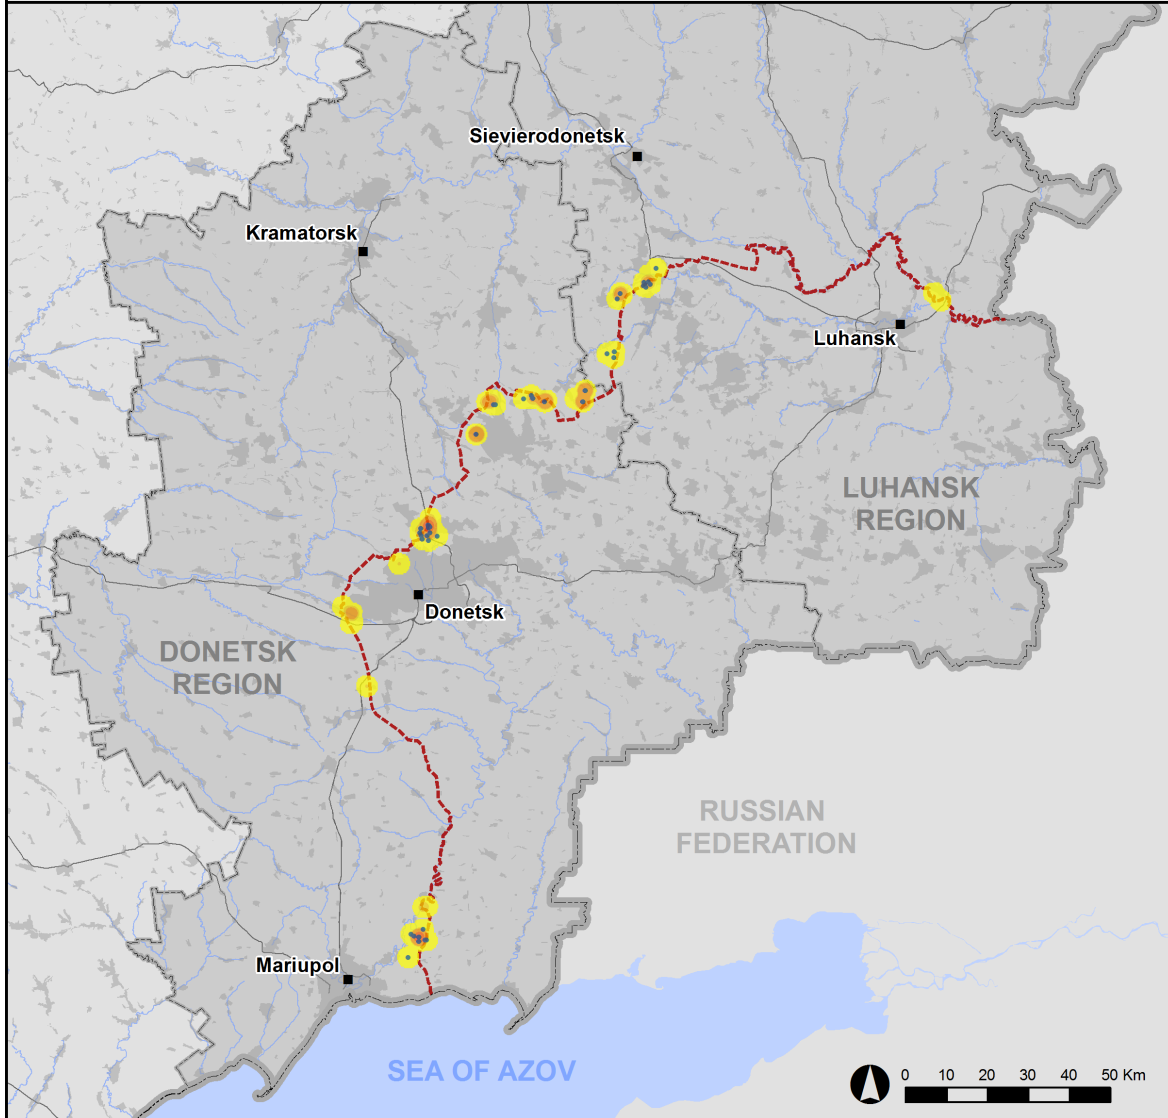 Sievierodonetsk
Kramatorsk
Luhansk
LUHANSK
REGION
Donetsk
DONETSK
REGION
RUSSIAN
FEDERATION
Mariupol
SEA OF AZOV
0 10 20 30 40 50 Km